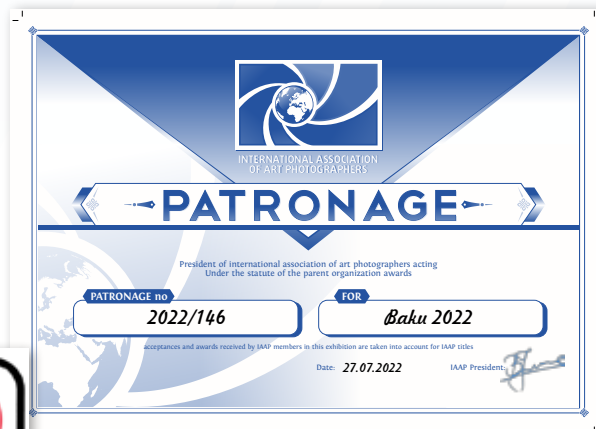 INTERNATIONAL ASSOCIATION
OF ART PHOTOGRAPHERS
PATRONAGE
President of international association of art photographers acting
Under the statute of the parent organization awards
PATRONAGE no
FOR
2022/146
Baku 2022
acceptances and awards received by IAAP members in this exhibition are taken into account for IAAP titles
Date: 27.07.2022
IAAP President: